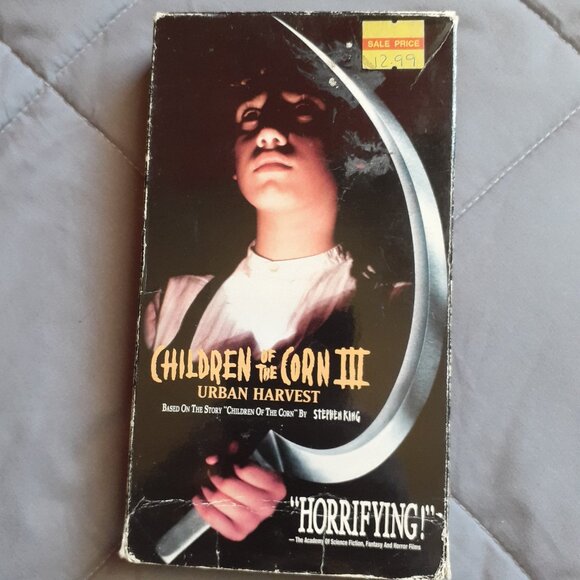 SALE PRICE
12.99
CHILDREN OF THE CORN III
URBAN HARVEST
BASED ON THE STORY "CHILDREN OF THE CORN" BY STEPHEN KING
"HORRIFYING!"
— The Academy Of Science Fiction, Fantasy And Horror Films